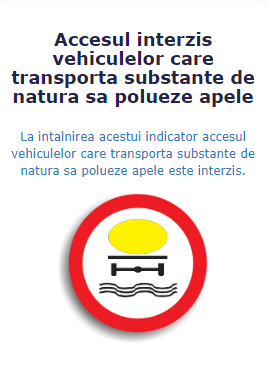 Accesul interzis
vehiculelor care
transporta substante de
natura sa polueze apele
La intalnirea acestui indicator accesul
vehiculelor care transporta substante de
natura sa polueze apele este interzis.